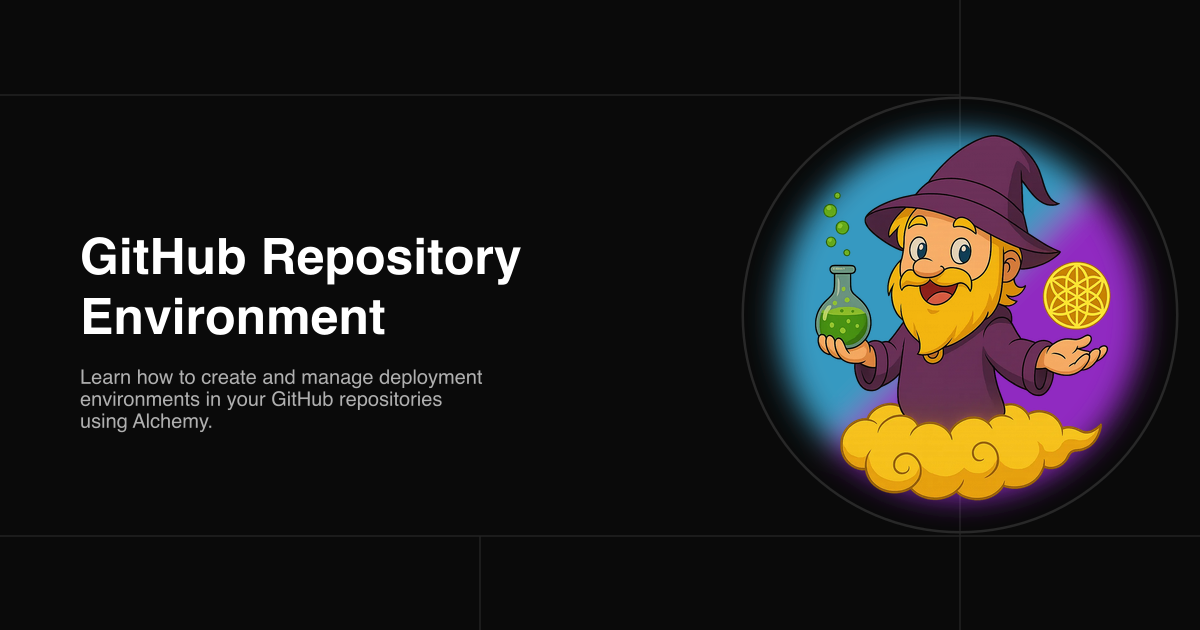 GitHub Repository
Environment
Learn how to create and manage deployment
environments in your GitHub repositories
using Alchemy.